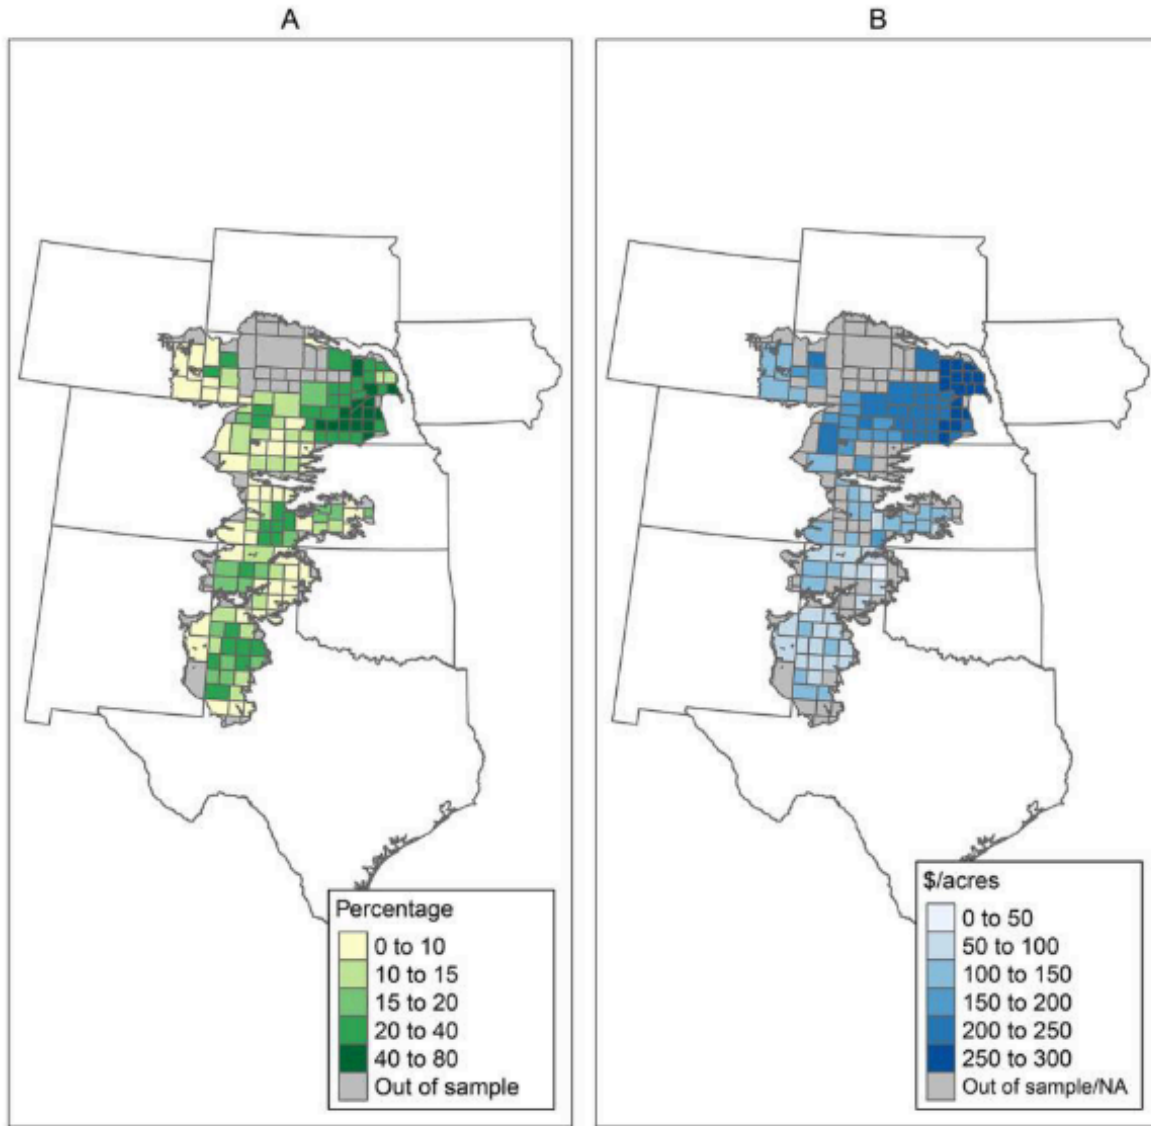 A
B
Percentage
0 to 10
10 to 15
15 to 20
20 to 40
40 to 80
Out of sample
$/acres
0 to 50
50 to 100
100 to 150
150 to 200
200 to 250
250 to 300
Out of sample/NA